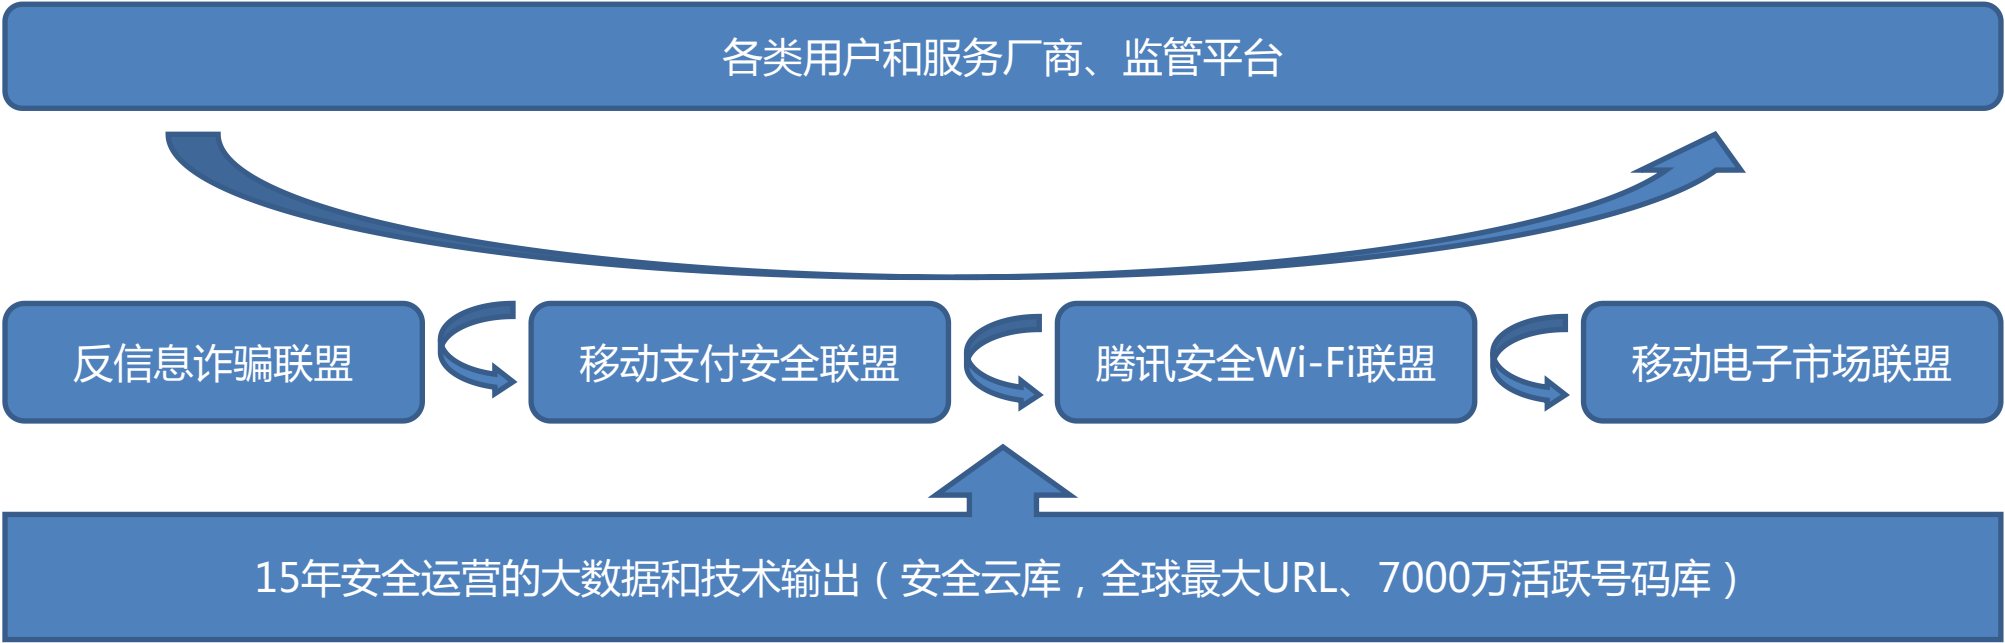 各类用户和服务厂商、监管平台
反信息诈骗联盟
移动支付安全联盟
腾讯安全Wi-Fi联盟
移动电子市场联盟
15年安全运营的大数据和技术输出（安全云库，全球最大URL、7000万活跃号码库）